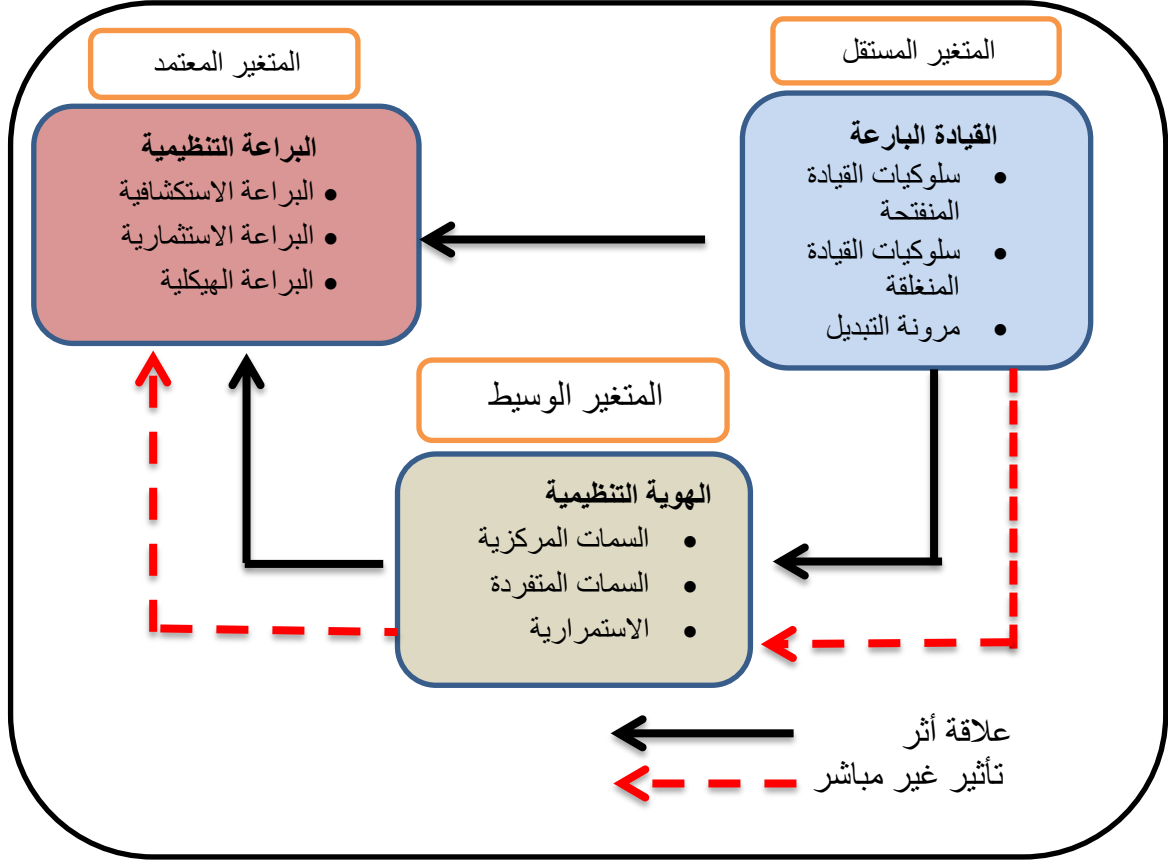 المتغير المستقل
القيادة البارعة
• سلوكيات القيادة
المنفتحة
• سلوكيات القيادة
المنغلقة
• مرونة التبديل
المتغير المعتمد
البراعة التنظيمية
• البراعة الاستكشافية
• البراعة الاستثمارية
• البراعة الهيكلية
المتغير الوسيط
الهوية التنظيمية
• السمات المركزية
• السمات المتفردة
• الاستمرارية
علاقة أثر
تأثير غير مباشر